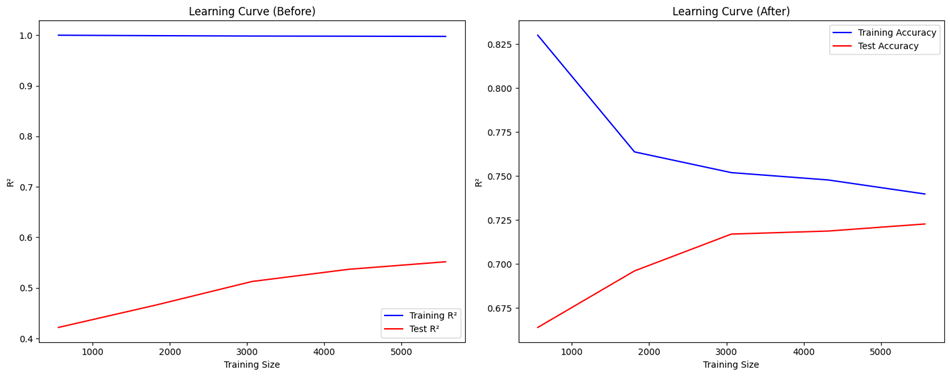 Learning Curve (Before)
1.0
0.9
0.8
0.7
0.6
0.5
0.4
R²
1000
2000
3000
4000
5000
Training Size
Training R²
Test R²
Learning Curve (After)
0.825
0.800
0.775
0.750
0.725
0.700
0.675
R²
1000
2000
3000
4000
5000
Training Size
Training Accuracy
Test Accuracy